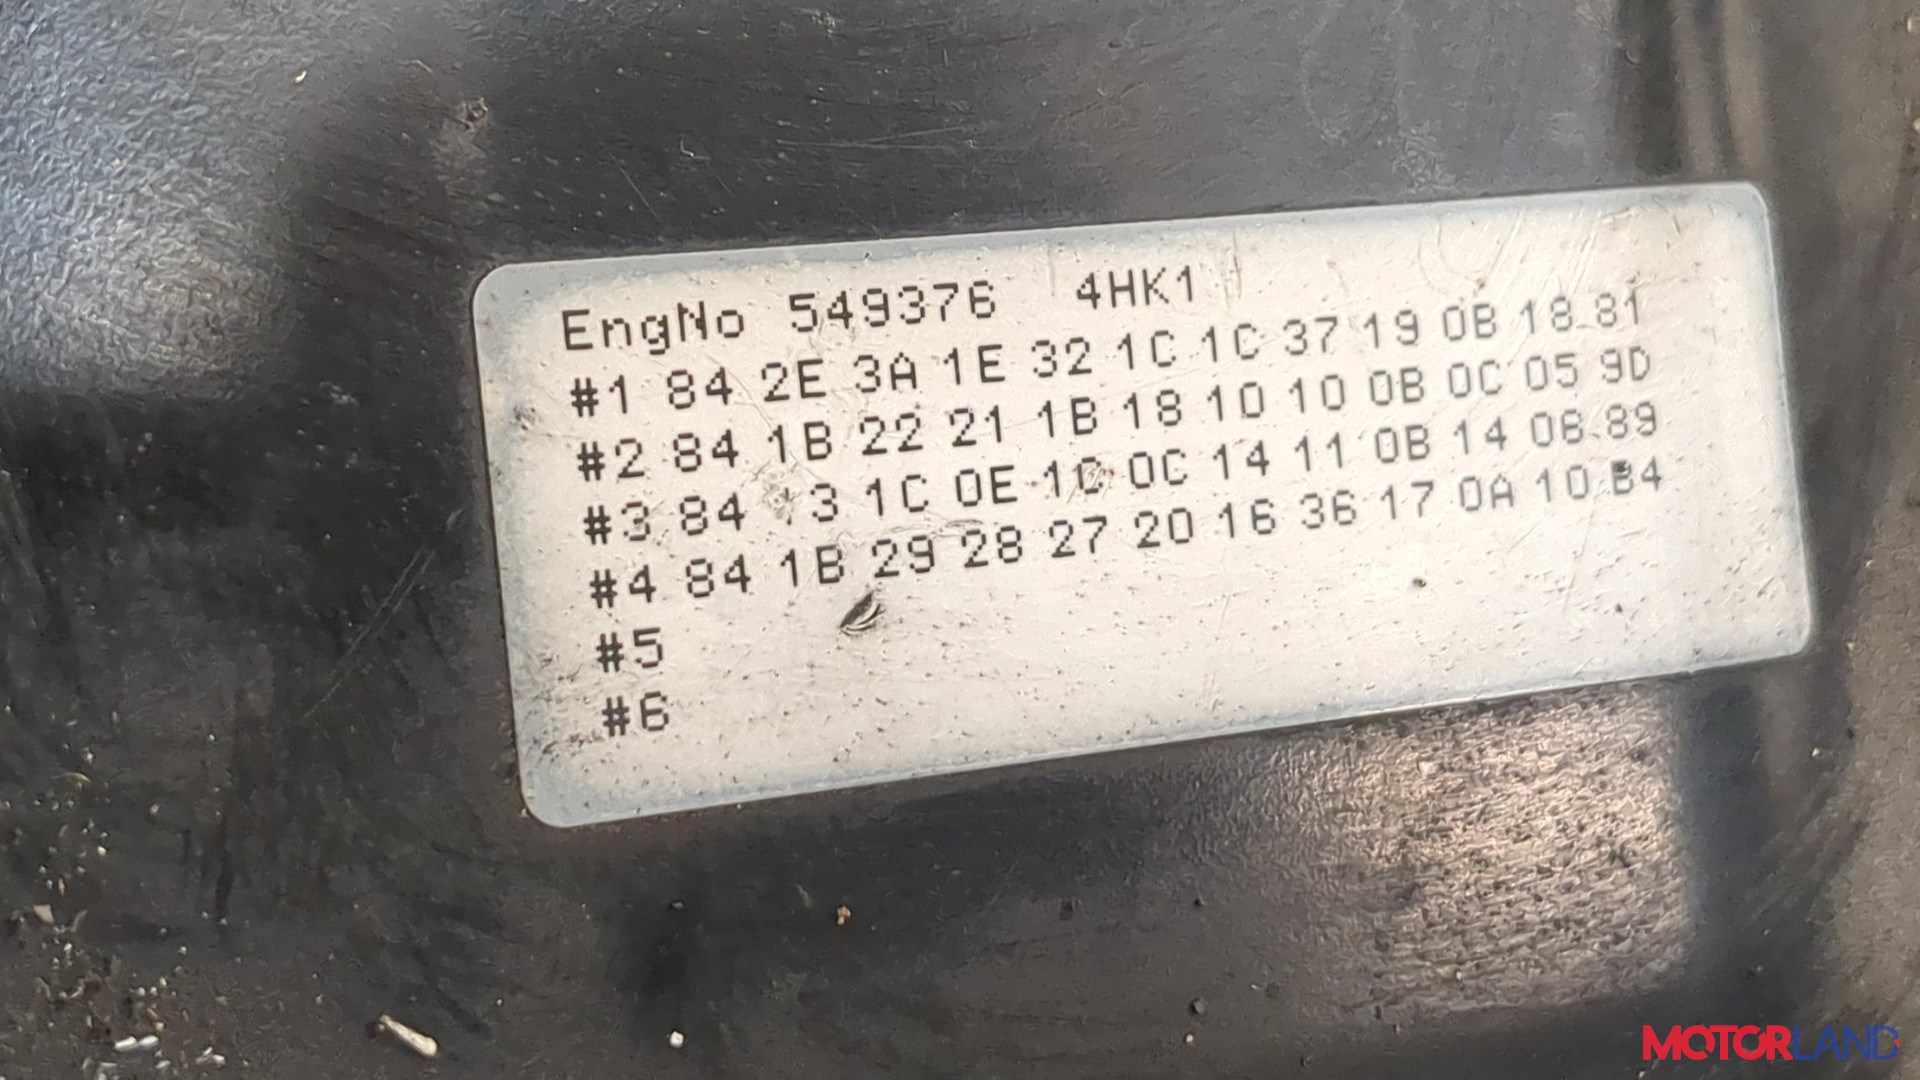 EngNo 549376 4HK1
#1 84 2E 3A 1E 32 1C 1C 37 19 0B 18 81
#2 84 1B 22 21 1B 18 10 10 0B 0C 05 9D
#3 84 1C 0E 1C 0C 14 11 0B 14 06 89
#4 84 1B 29 28 27 20 16 36 17 0A 10 B4
#5
#6
MOTORLAND